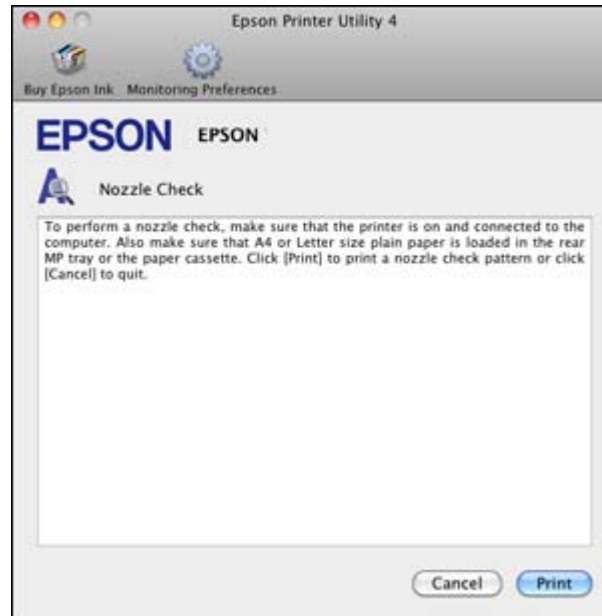 Epson Printer Utility 4
Buy Epson Ink Monitoring Preferences
EPSON EPSON
Nozzle Check
To perform a nozzle check, make sure that the printer is on and connected to the
computer. Also make sure that A4 or Letter size plain paper is loaded in the rear
MP tray or the paper cassette. Click [Print] to print a nozzle check pattern or click
[Cancel] to quit.
Cancel Print